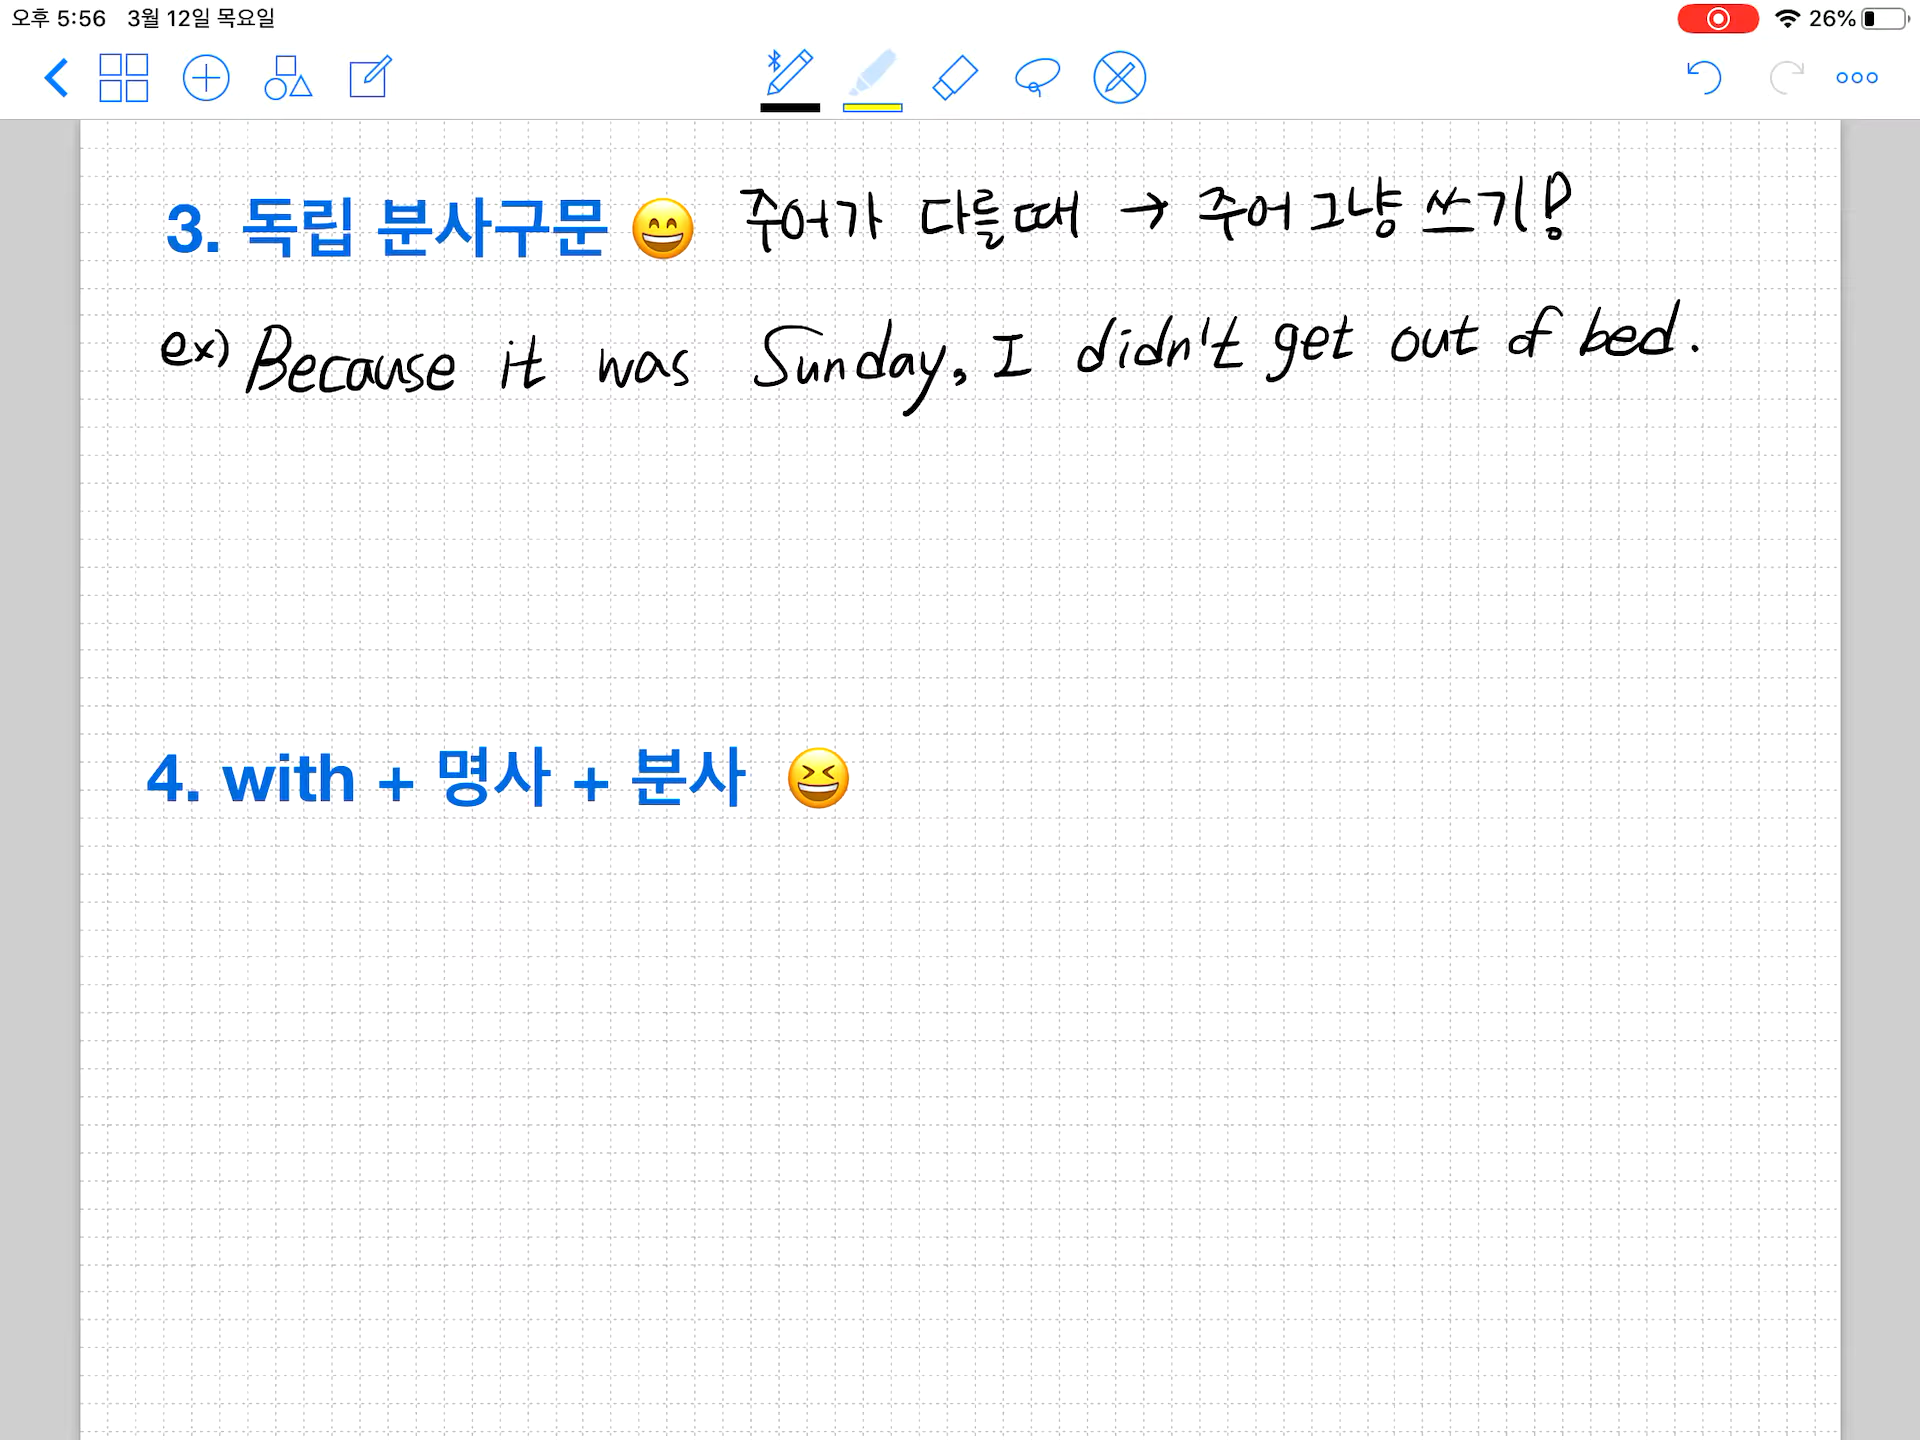 오후 5:56 3월 12일 목요일 26%
3. 독립 분사구문 😄 주어가 다를때 → 주어 그냥 쓰기!
ex) Because it was Sunday, I didn't get out of bed.
4. with + 명사 + 분사 😆